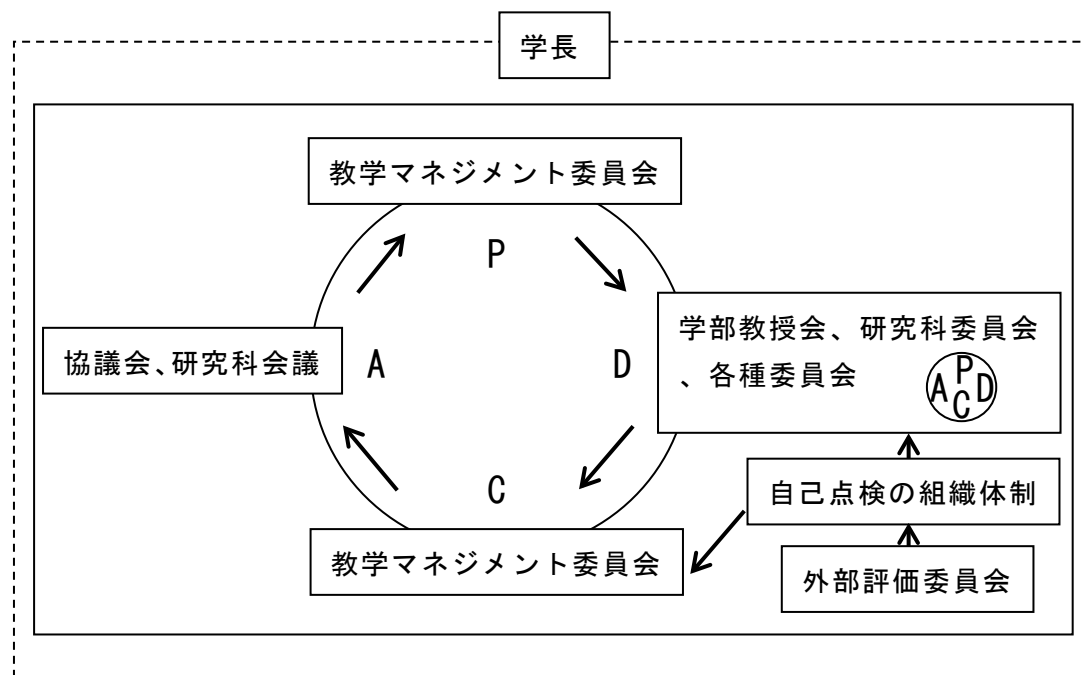 学長
教学マネジメント委員会
P
学部教授会、研究科委員会
、各種委員会
P
A D
C
協議会、研究科会議
A
D
C
自己点検の組織体制
教学マネジメント委員会
外部評価委員会